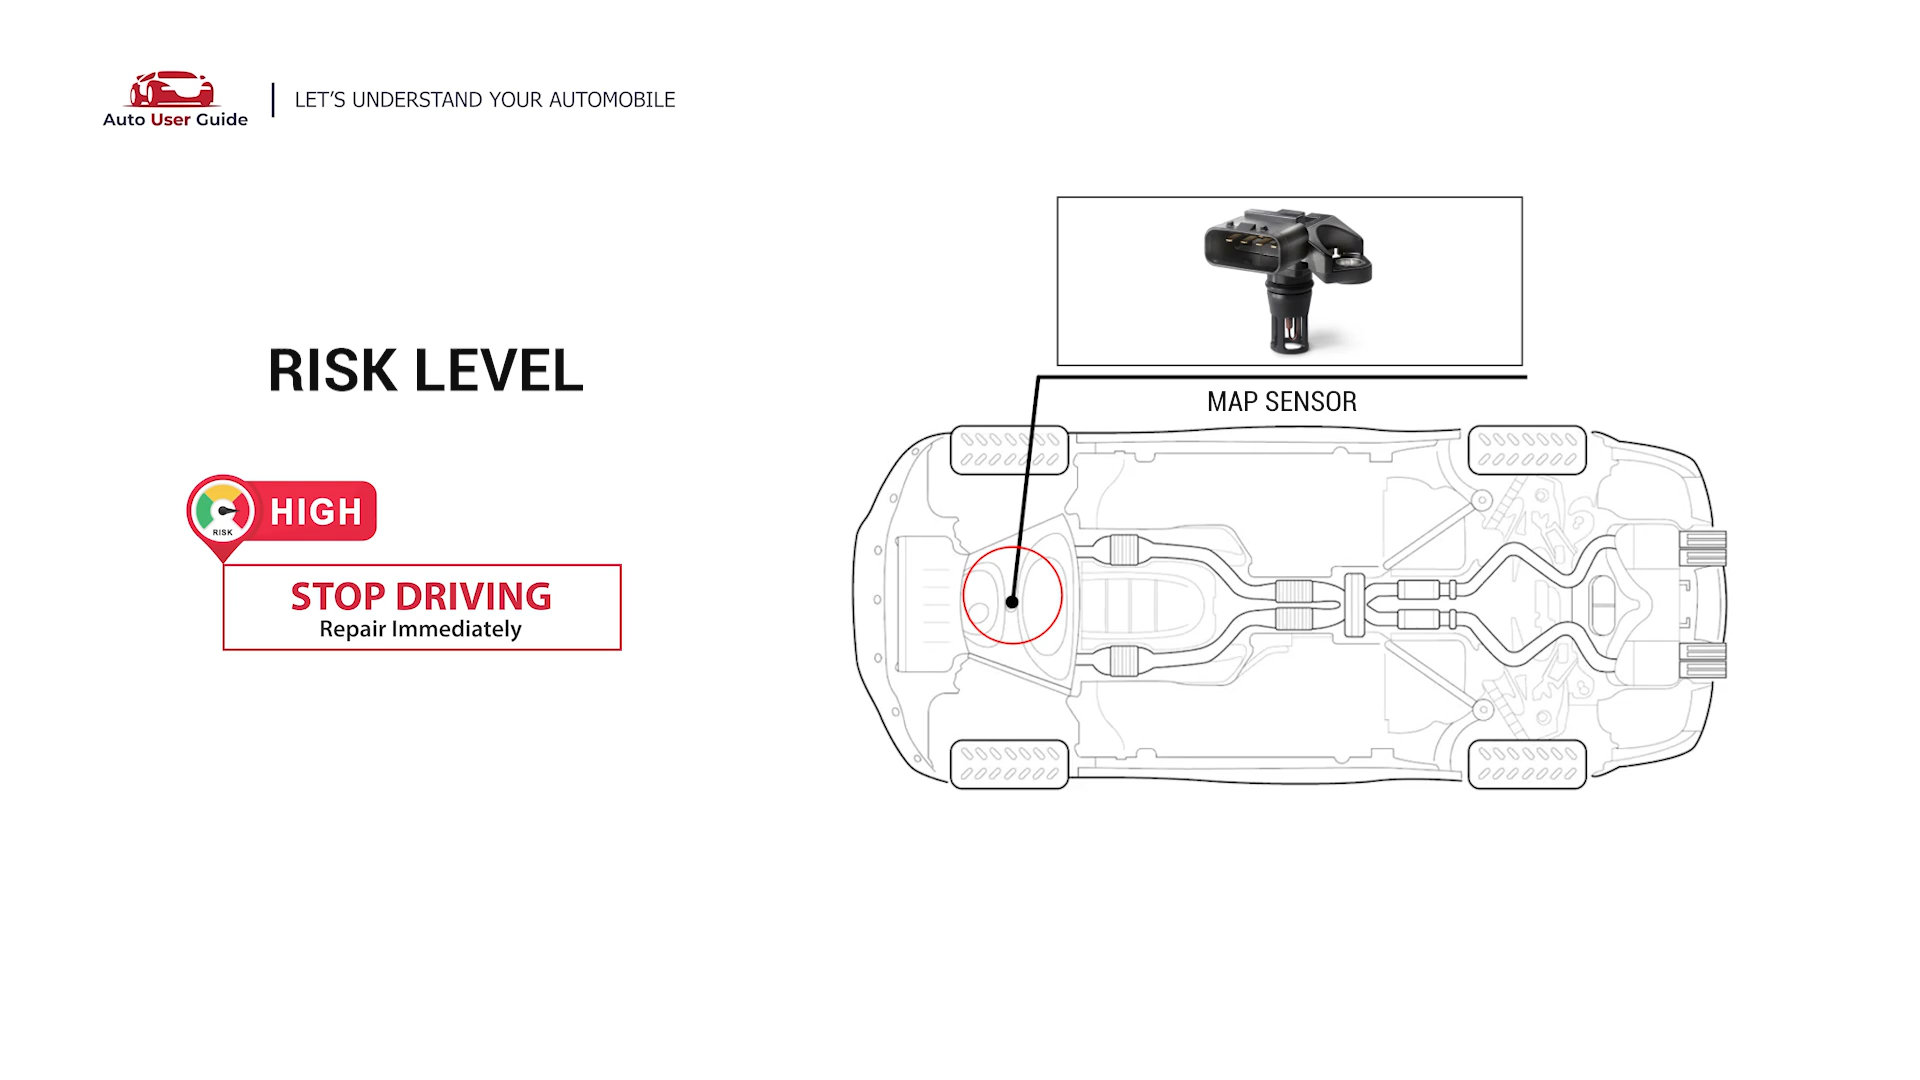 Auto User Guide
LET'S UNDERSTAND YOUR AUTOMOBILE
RISK LEVEL
RISK
HIGH
STOP DRIVING
Repair Immediately
MAP SENSOR